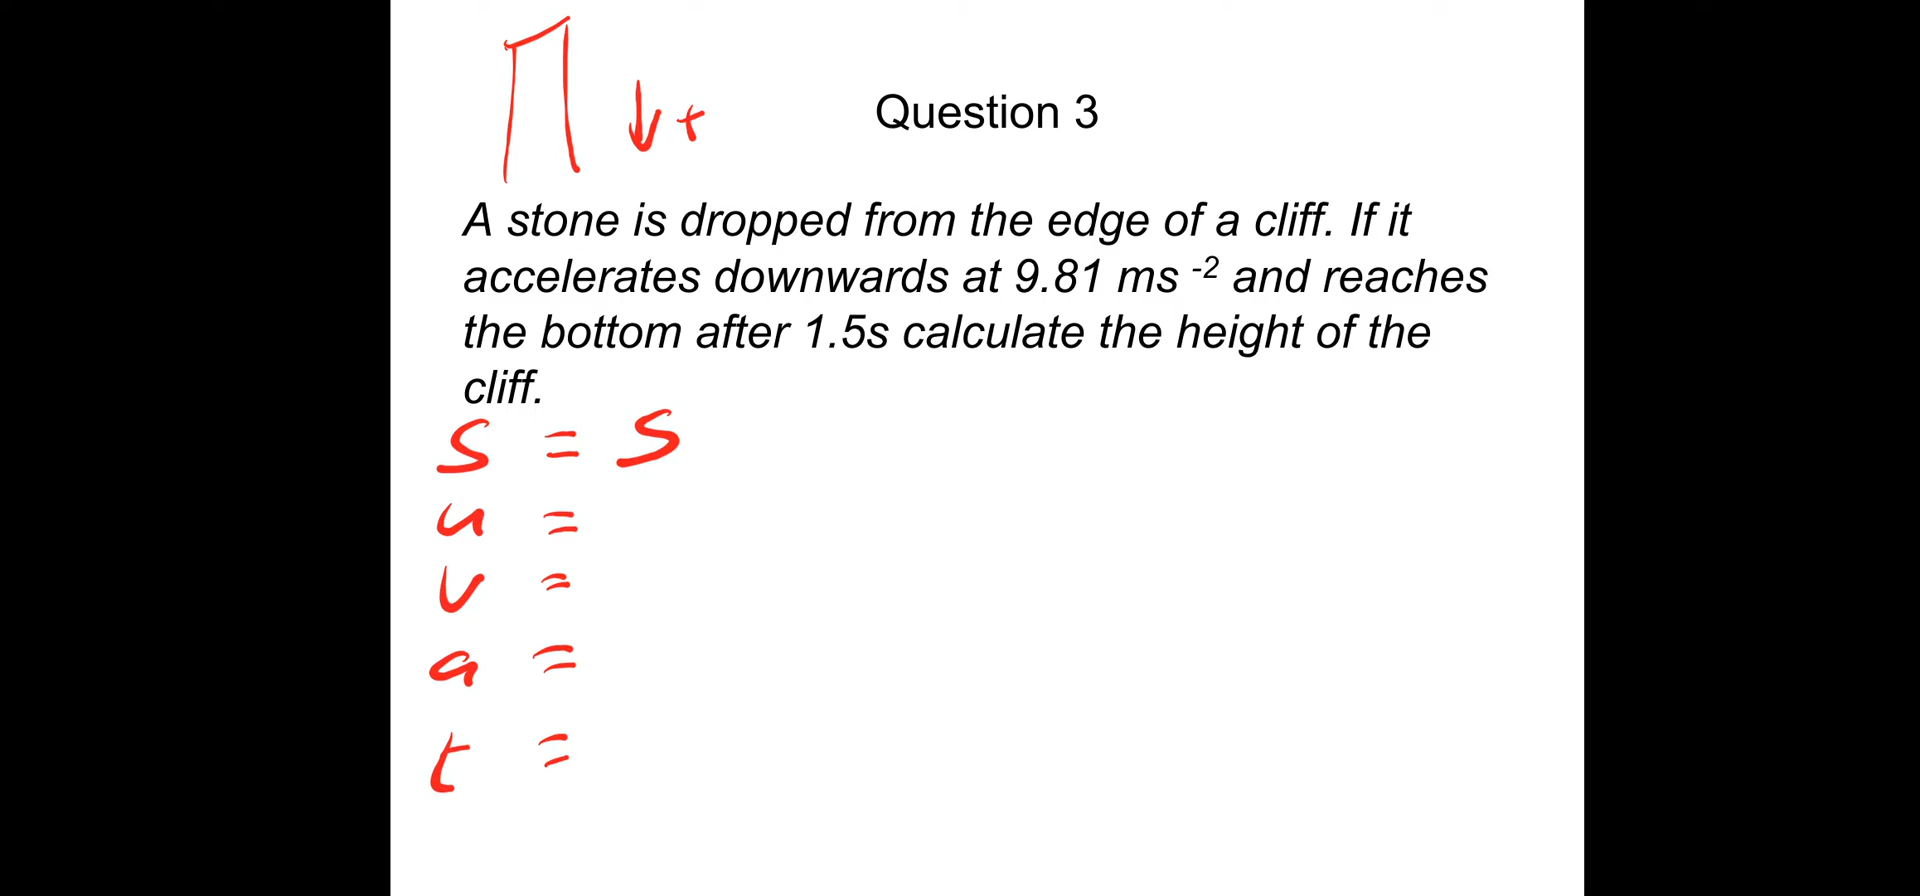 ↓ +
Question 3
A stone is dropped from the edge of a cliff. If it
accelerates downwards at 9.81 ms -2 and reaches
the bottom after 1.5s calculate the height of the
cliff.
s = s
u =
v =
a =
t =